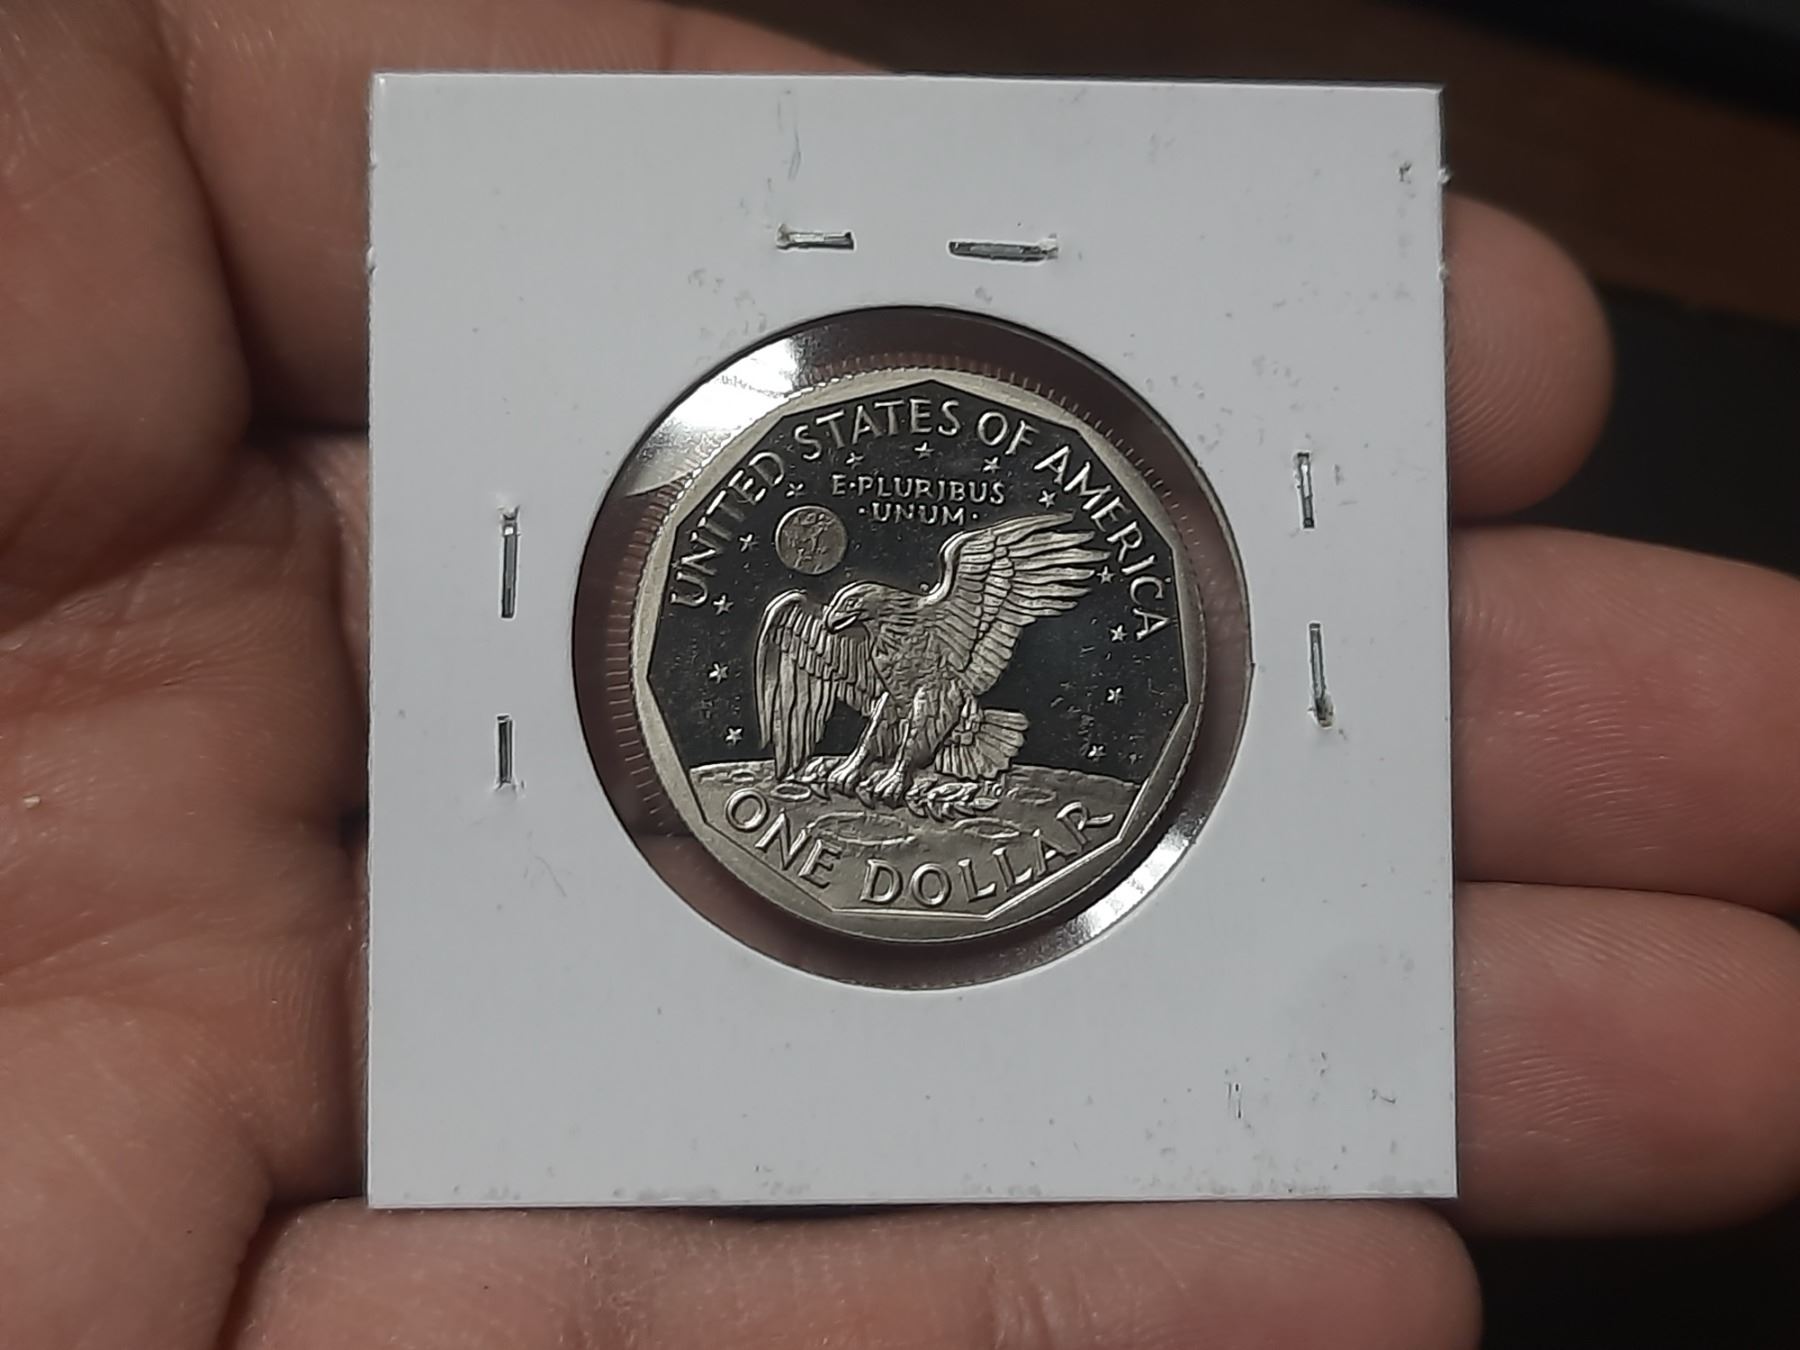 UNITED STATES OF AMERICA
E·PLURIBUS
·UNUM·
ONE DOLLAR